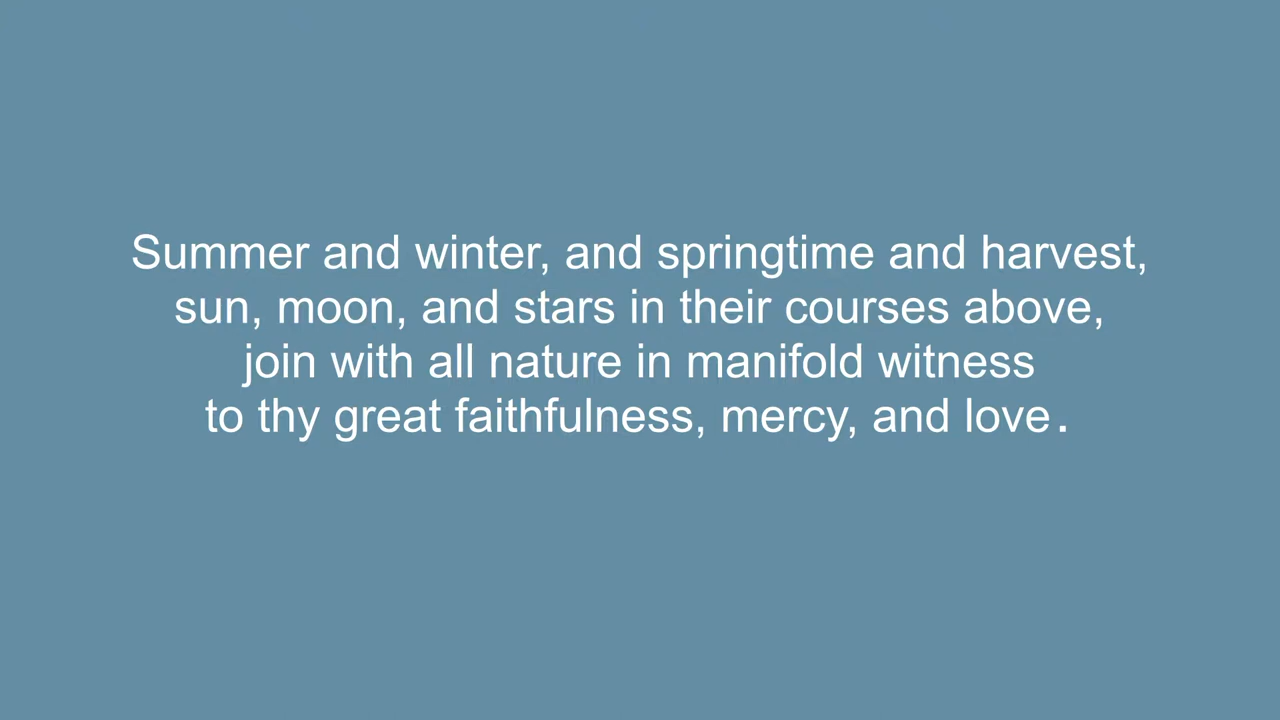 Summer and winter, and springtime and harvest,
sun, moon, and stars in their courses above,
join with all nature in manifold witness
to thy great faithfulness, mercy, and love.